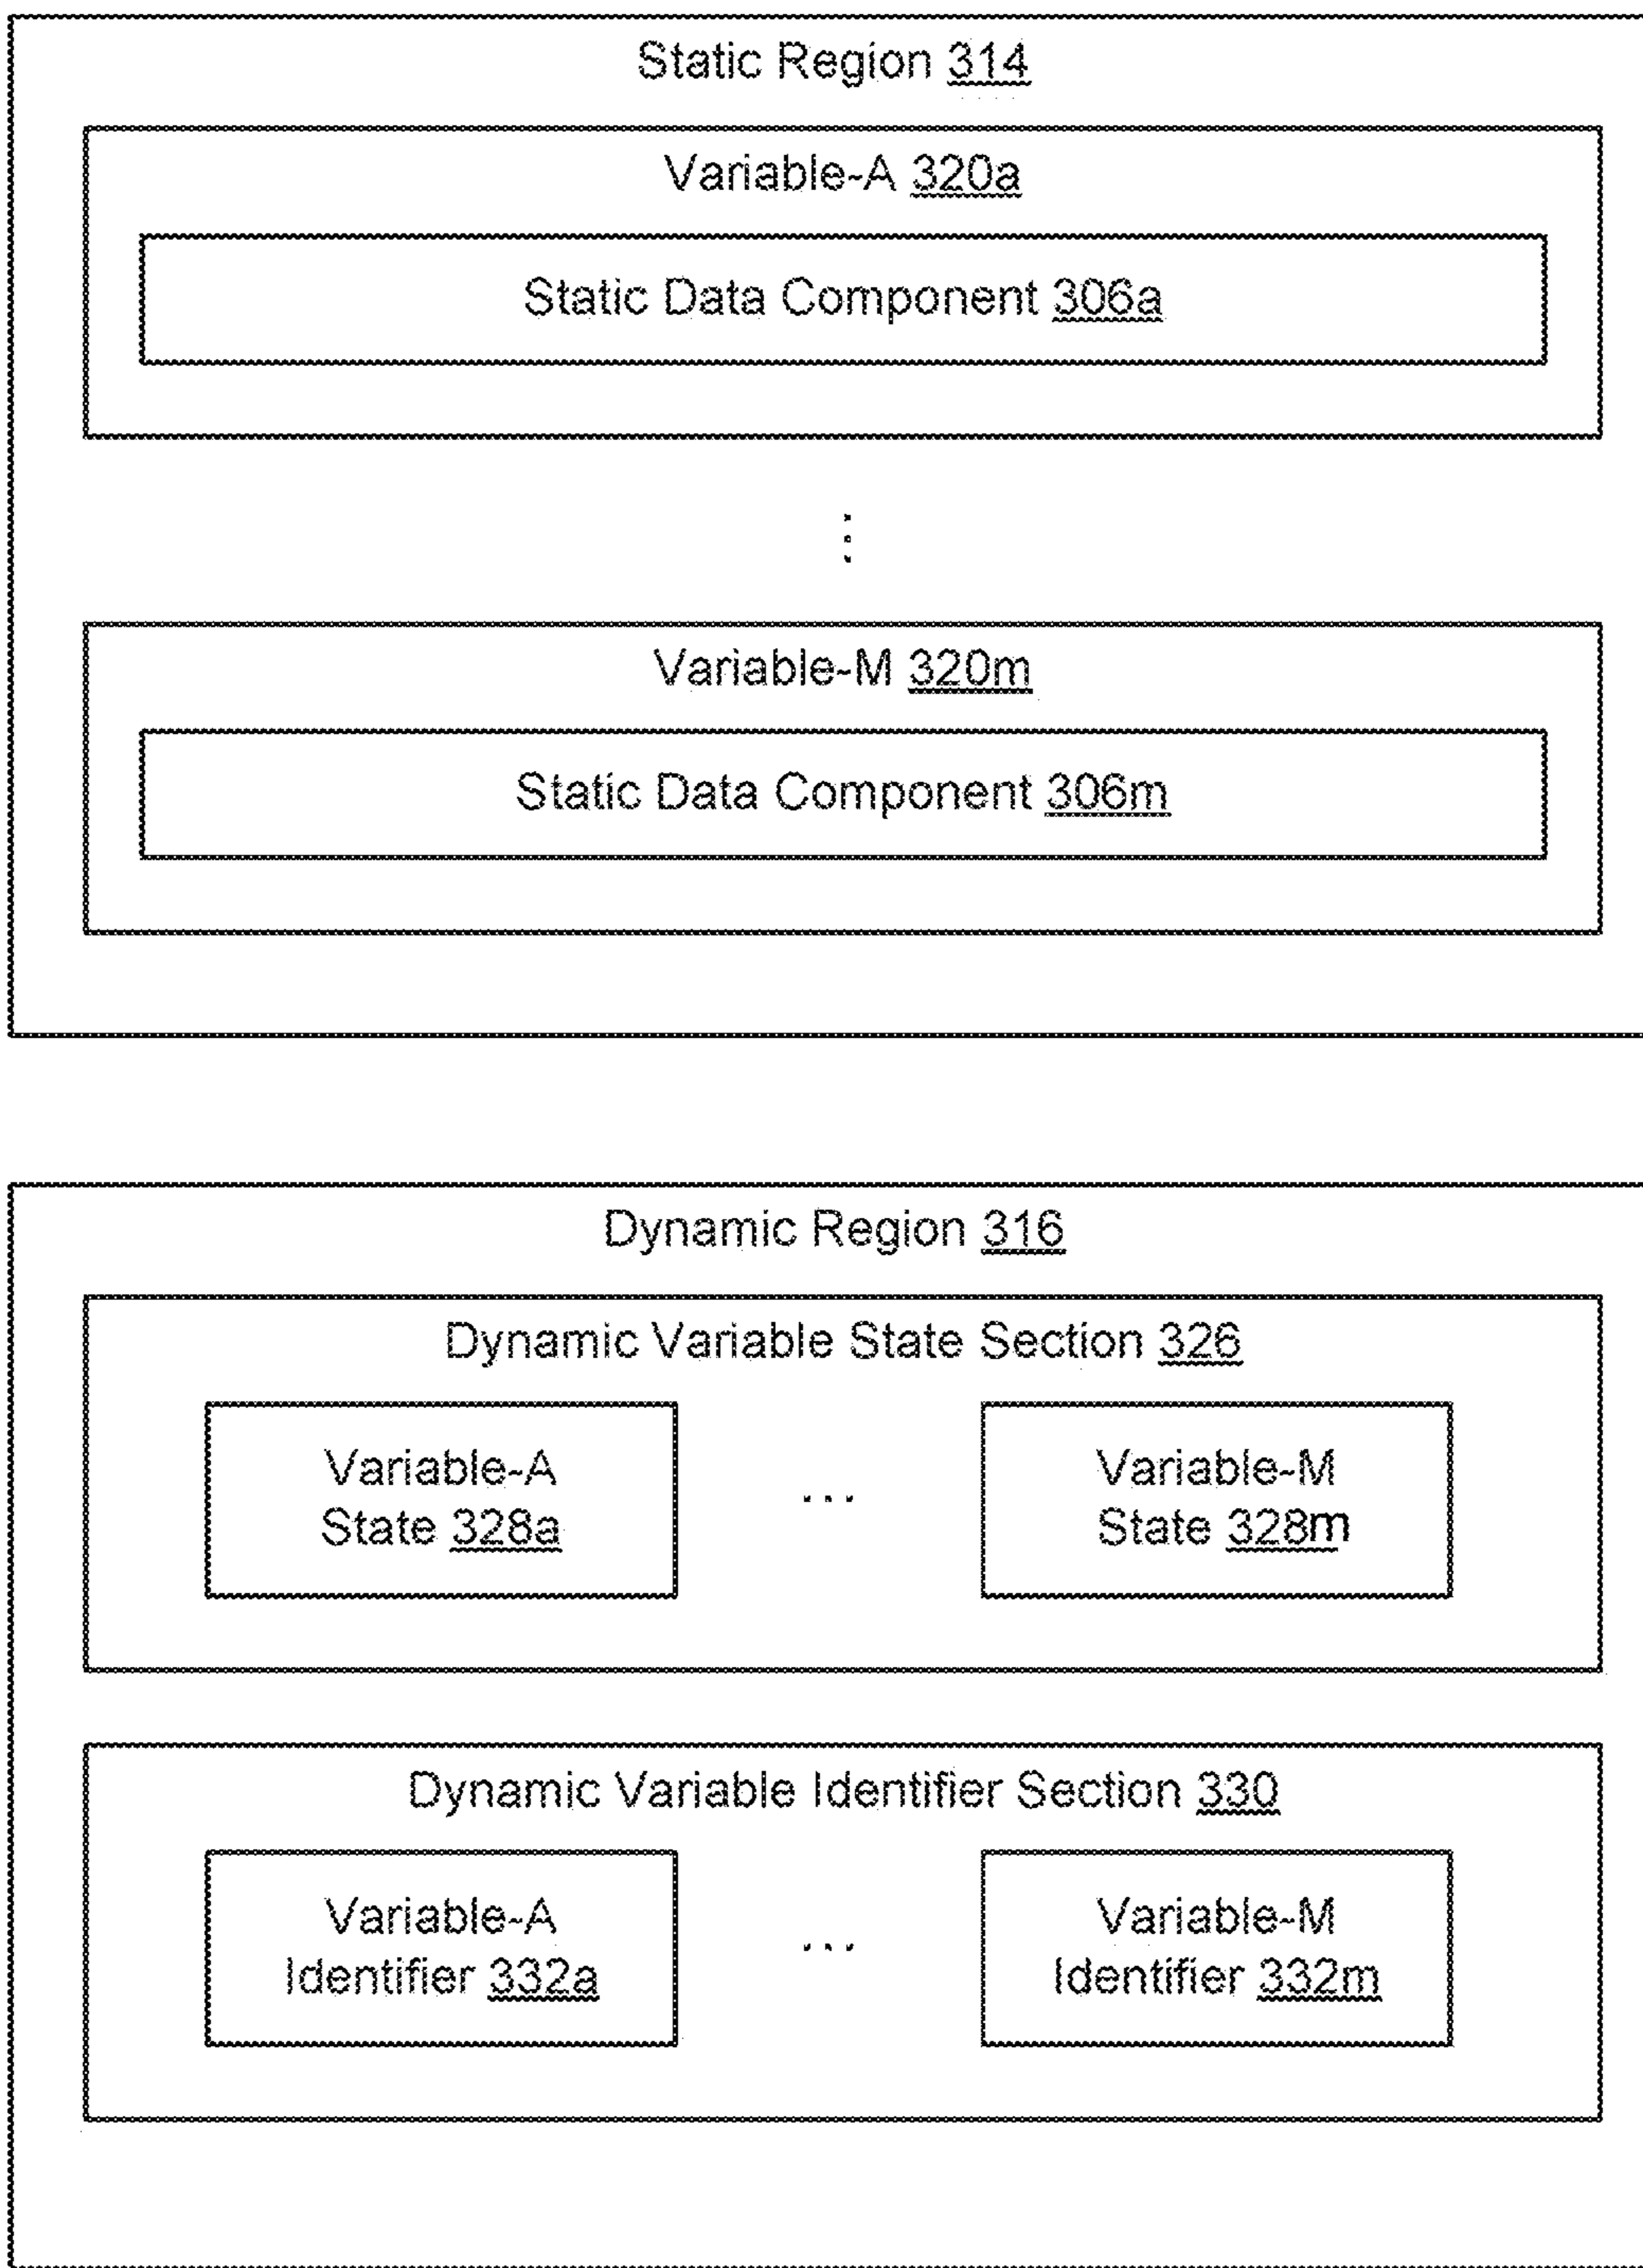 Static Region 314
Variable-A 320a
Static Data Component 306a
⋮
Variable-M 320m
Static Data Component 306m
Dynamic Region 316
Dynamic Variable State Section 326
Variable-A
State 328a
...
Variable-M
State 328m
Dynamic Variable Identifier Section 330
Variable-A
Identifier 332a
...
Variable-M
Identifier 332m